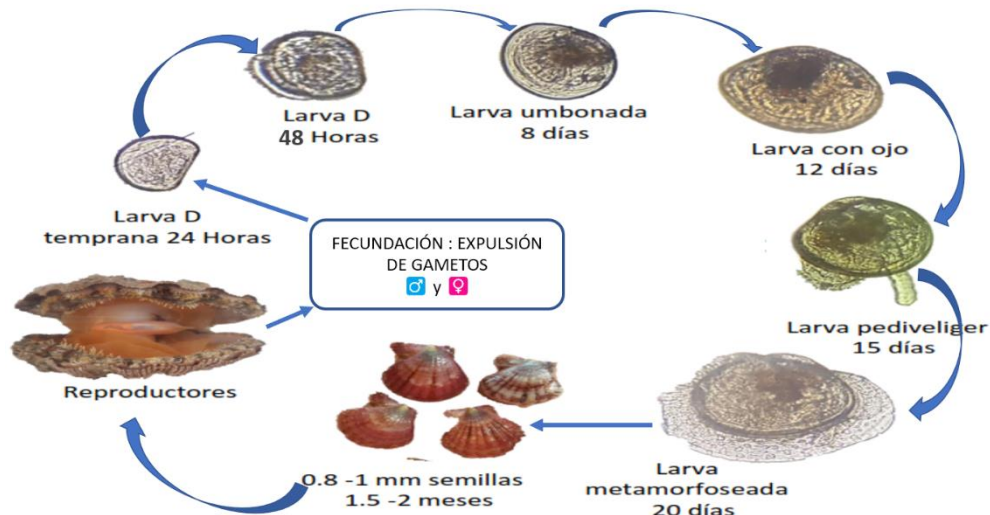 Larva D
48 Horas
Larva umbonada
8 días
Larva con ojo
12 días
Larva D
temprana 24 Horas
FECUNDACIÓN : EXPULSIÓN
DE GAMETOS
♂ y ♀
Larva pediveliger
15 días
Reproductores
0.8 -1 mm semillas
1.5 -2 meses
Larva
metamorfoseada
20 días